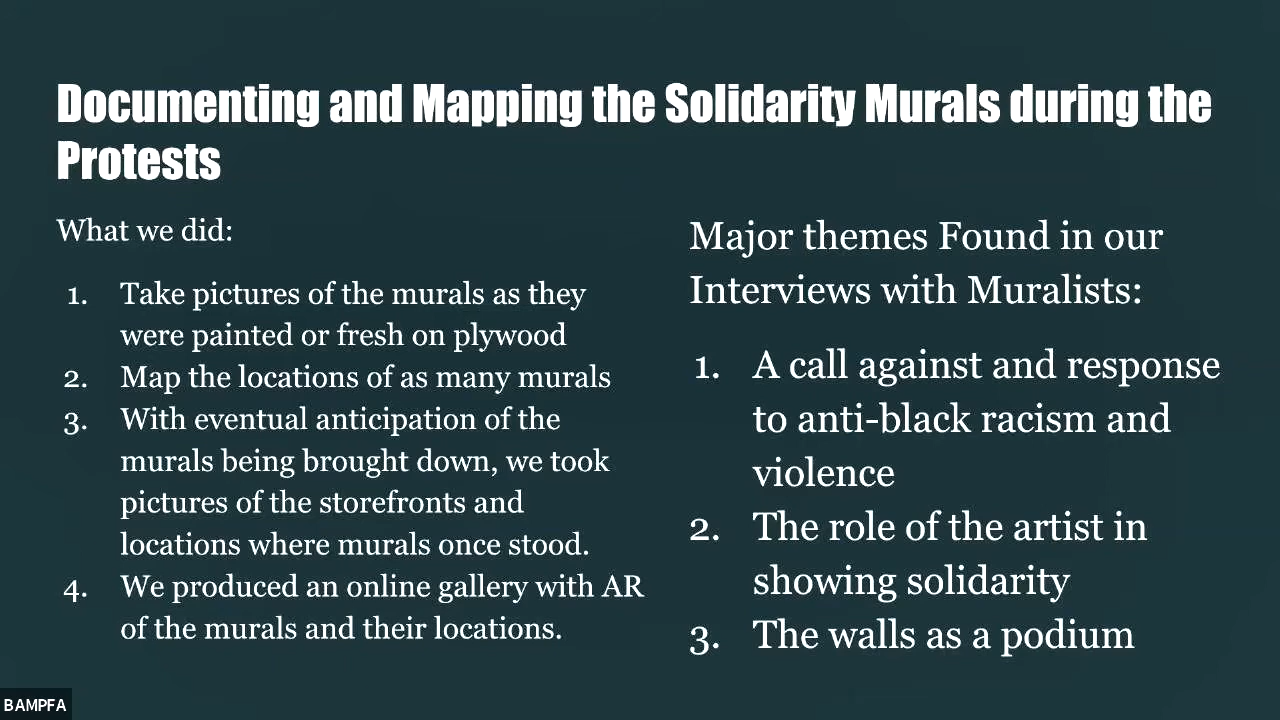 Documenting and Mapping the Solidarity Murals during the
Protests
What we did:
1. Take pictures of the murals as they
were painted or fresh on plywood
2. Map the locations of as many murals
3. With eventual anticipation of the
murals being brought down, we took
pictures of the storefronts and
locations where murals once stood.
4. We produced an online gallery with AR
of the murals and their locations.
Major themes Found in our
Interviews with Muralists:
1. A call against and response
to anti-black racism and
violence
2. The role of the artist in
showing solidarity
3. The walls as a podium
BAMPFA